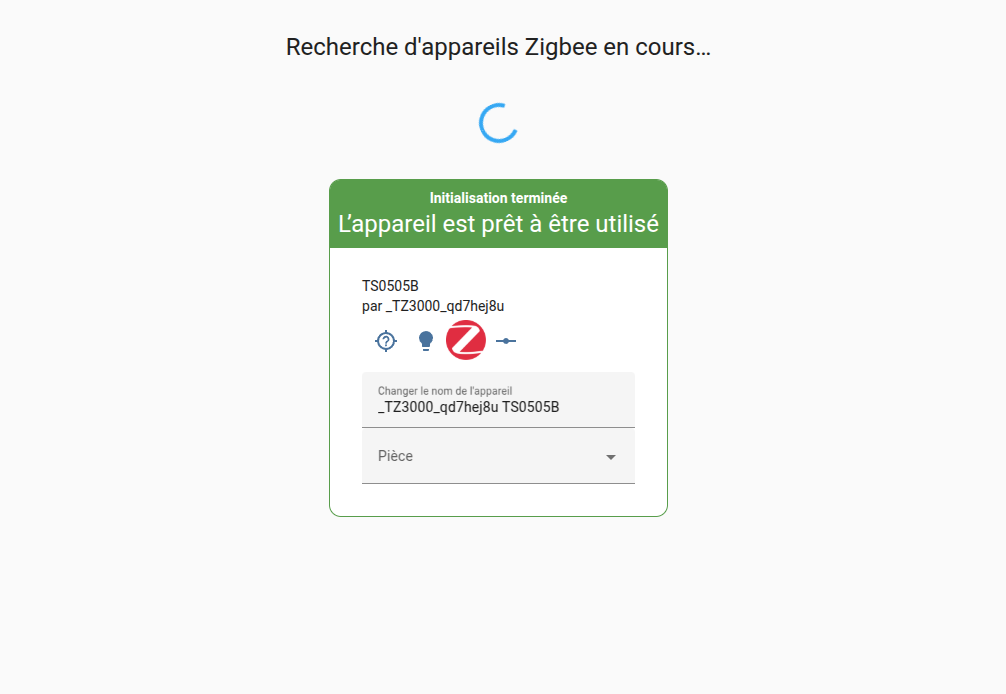 Recherche d'appareils Zigbee en cours…
Initialisation terminée
L’appareil est prêt à être utilisé
TS0505B
par _TZ3000_qd7hej8u
Changer le nom de l'appareil
_TZ3000_qd7hej8u TS0505B
Pièce